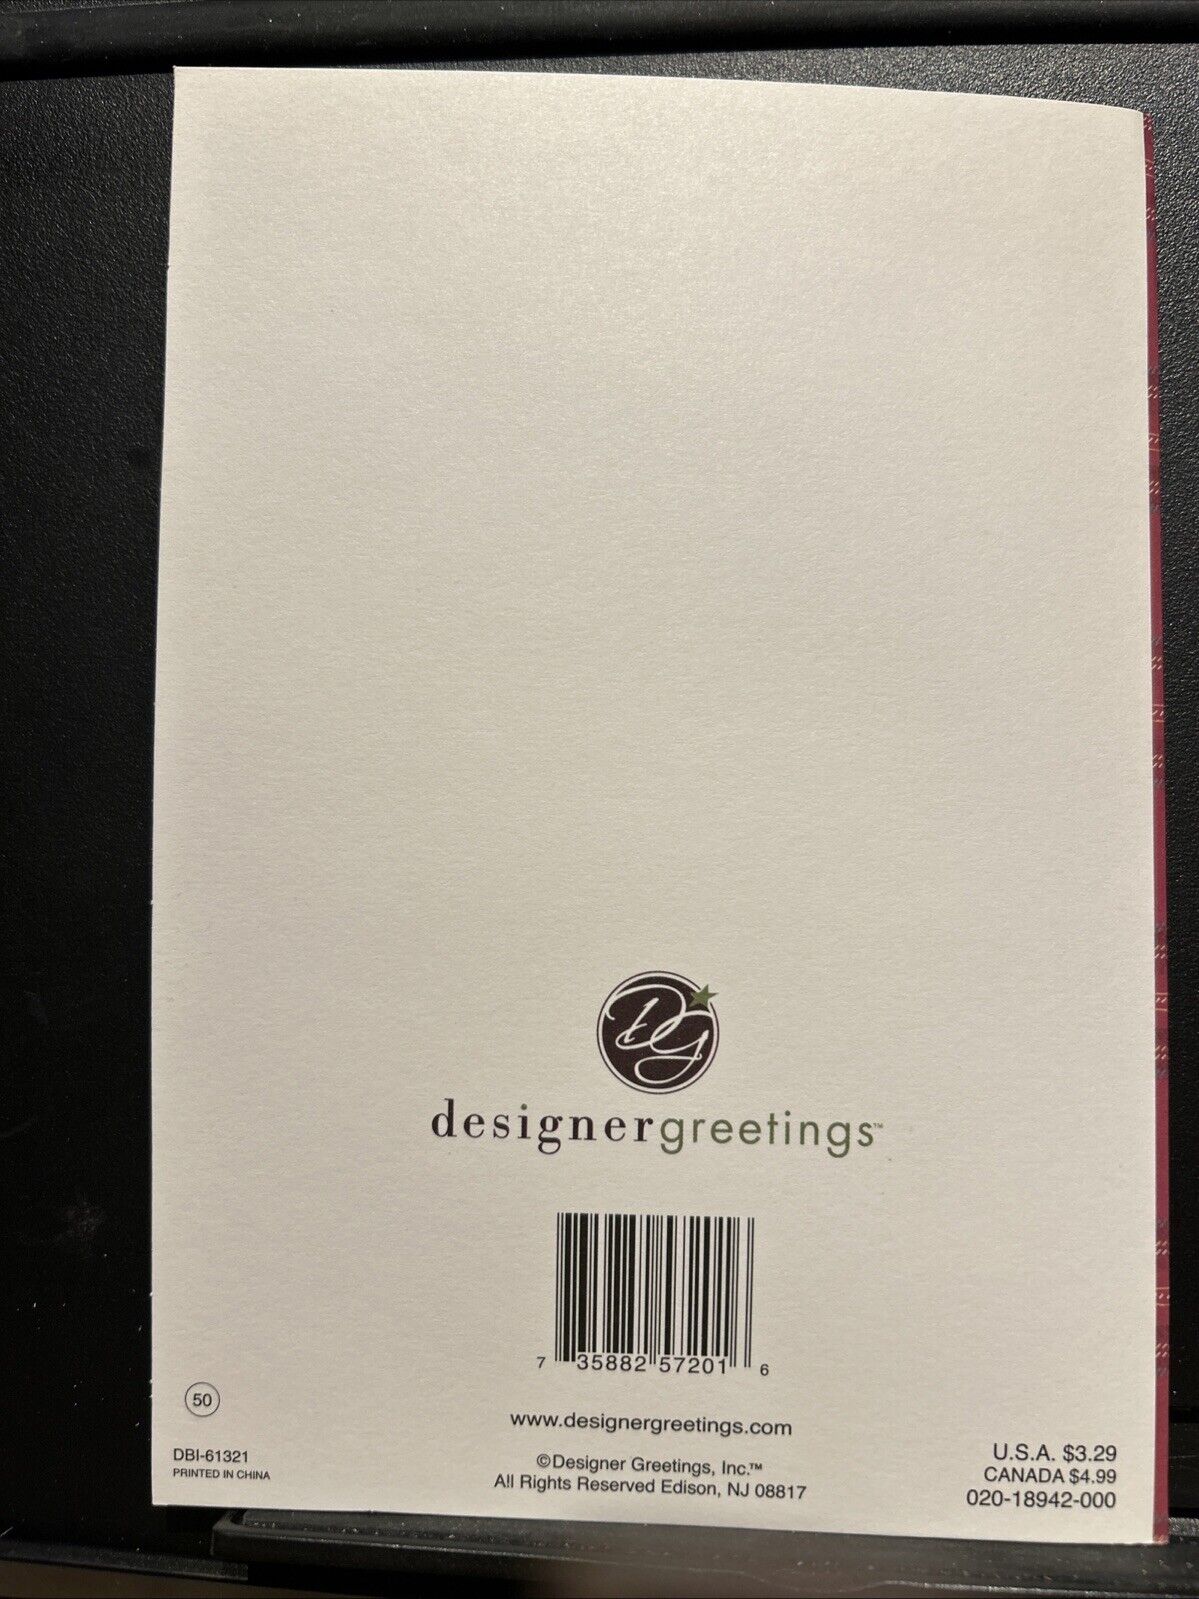 DG
designergreetings™
7 35882 57201 6
50
www.designergreetings.com
DBI-61321
PRINTED IN CHINA
©Designer Greetings, Inc.™
All Rights Reserved Edison, NJ 08817
U.S.A. $3.29
CANADA $4.99
020-18942-000